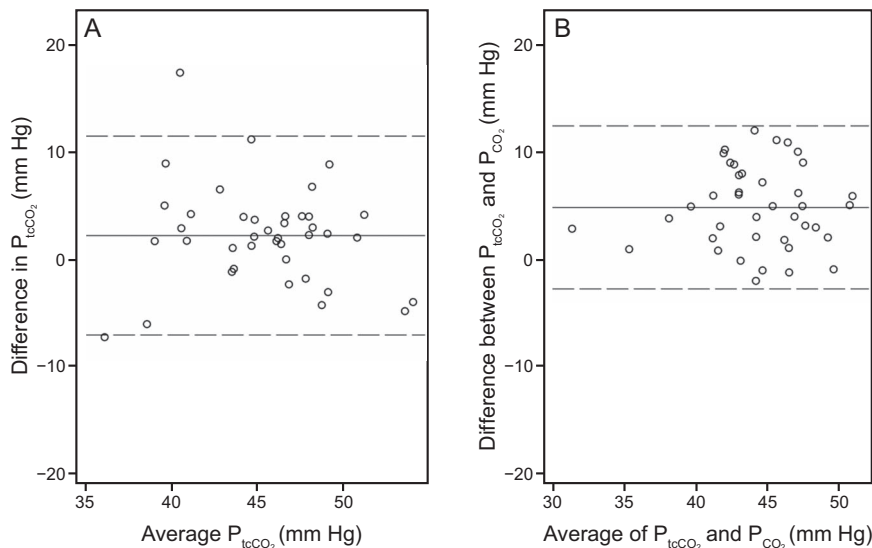 A
20
10
0
−10
−20
Difference in PtcCO2 (mm Hg)
35 40 45 50
Average PtcCO2 (mm Hg)
B
20
10
0
−10
−20
Difference between PtcCO2 and PCO2 (mm Hg)
30 35 40 45 50
Average of PtcCO2 and PCO2 (mm Hg)